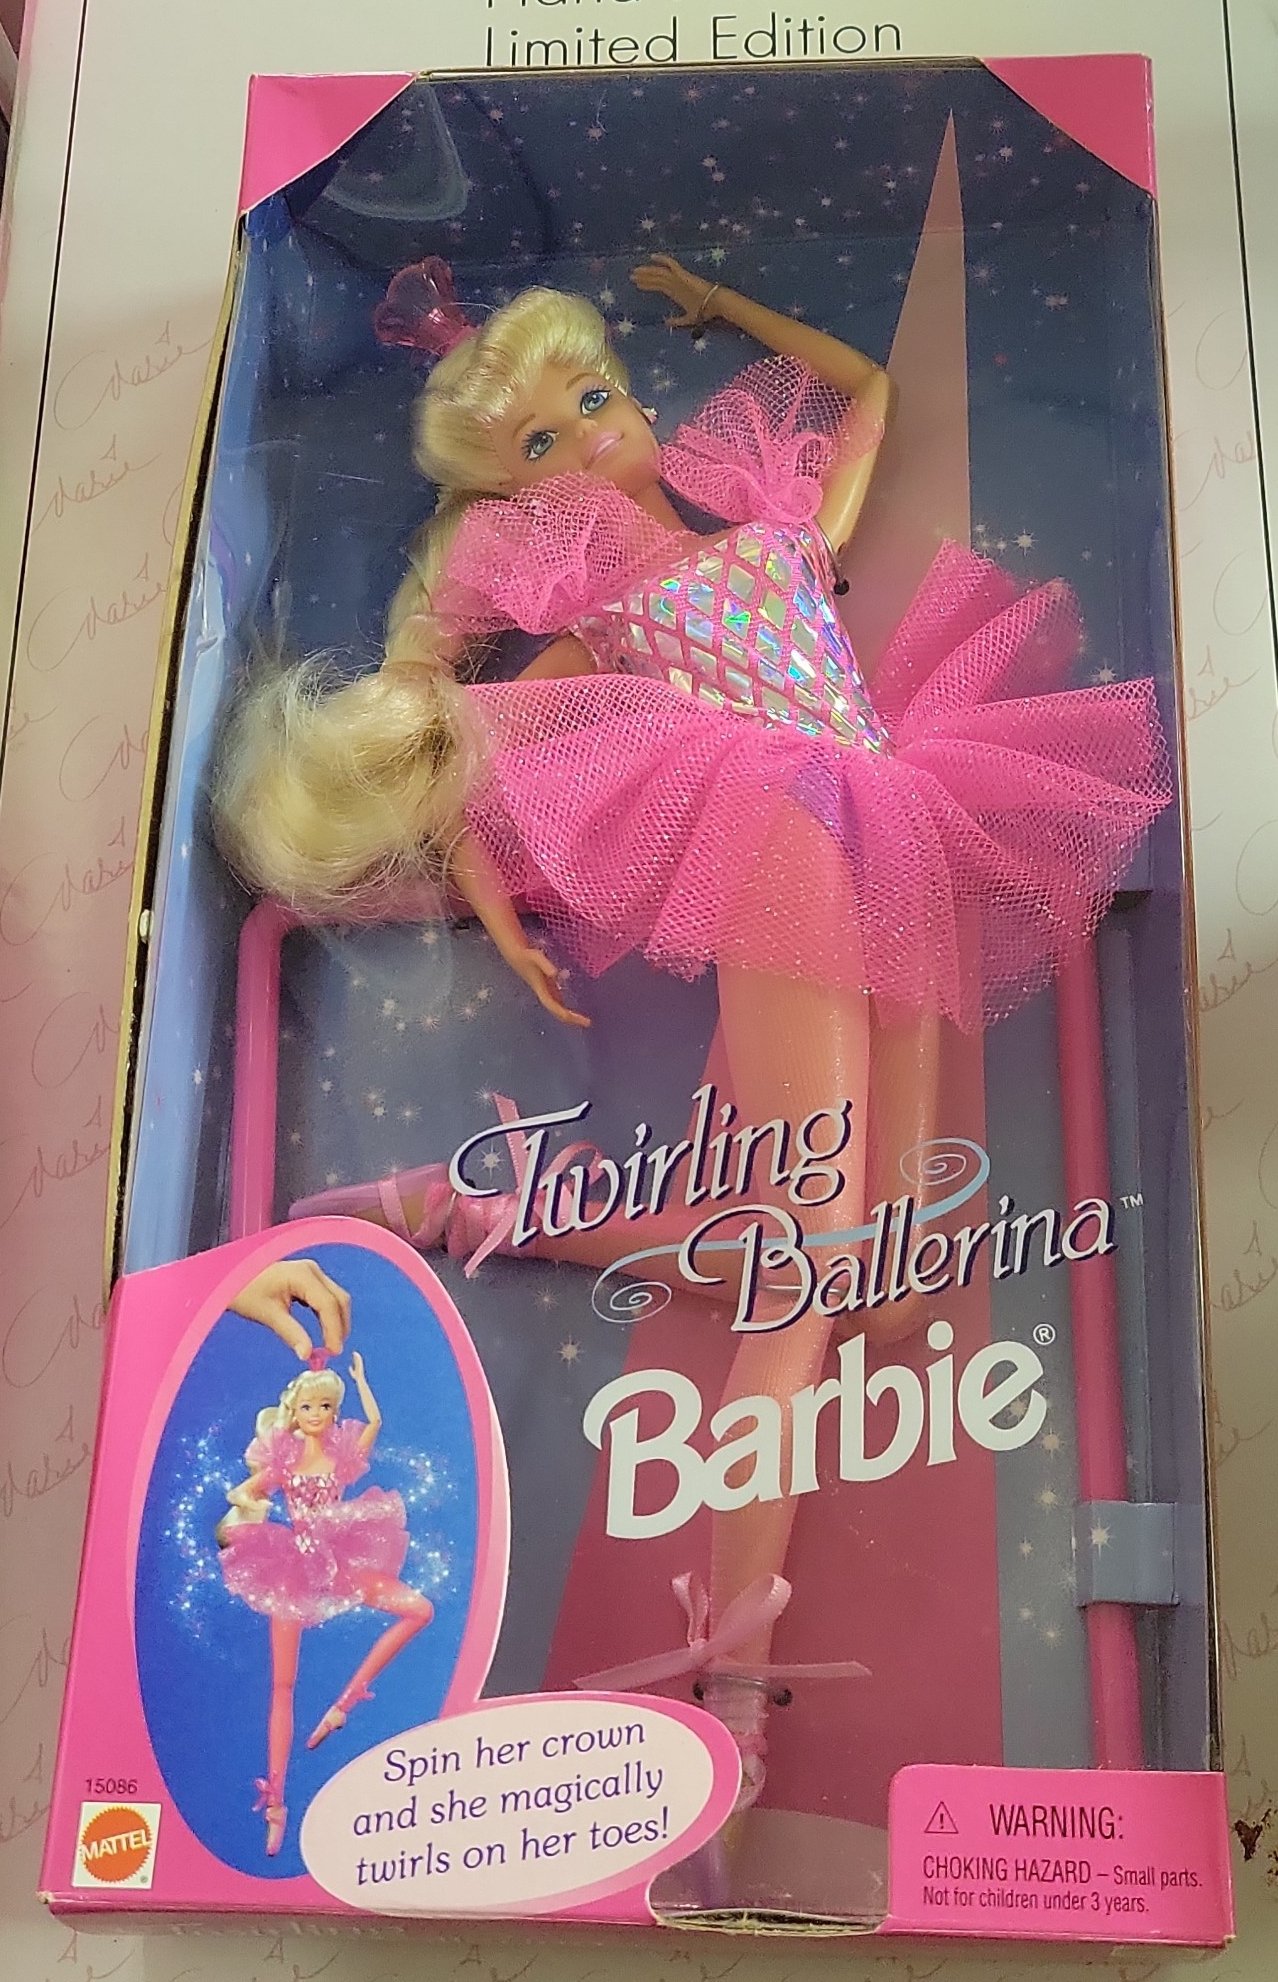 Limited Edition
Twirling
Ballerina™
Barbie®
Spin her crown
and she magically
twirls on her toes!
15086
MATTEL
®
⚠ WARNING:
CHOKING HAZARD – Small parts.
Not for children under 3 years.